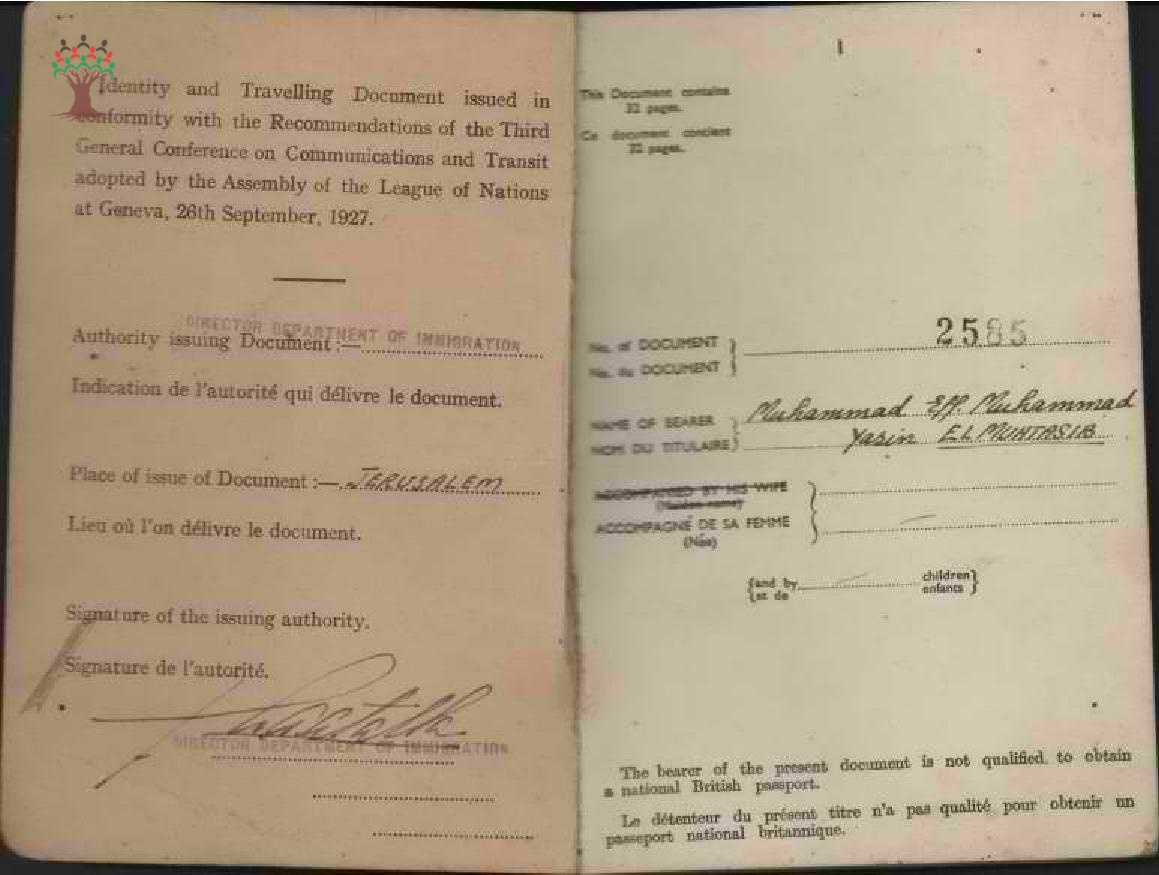 Identity and Travelling Document issued in
conformity with the Recommendations of the Third
General Conference on Communications and Transit
adopted by the Assembly of the League of Nations
at Geneva, 26th September, 1927.
DIRECTOR DEPARTMENT OF IMMIGRATION
Authority issuing Document :—
Indication de l'autorité qui délivre le document.
Place of issue of Document :— JERUSALEM
Lieu où l'on délivre le document.
Signature of the issuing authority.
Signature de l'autorité.
DIRECTOR DEPARTMENT OF IMMIGRATION
1
This Document contains
32 pages.
Ce document contient
32 pages.
No. of DOCUMENT
No. du DOCUMENT
2585
NAME OF BEARER
NOM DU TITULAIRE
Muhammad Eff. Muhammad
Yasin EL MUHTASIB
ACCOMPANIED BY HIS WIFE
(Maiden name)
ACCOMPAGNÉ DE SA FEMME
(Née)
and by children
et de enfants
The bearer of the present document is not qualified to obtain
a national British passport.
Le détenteur du présent titre n'a pas qualité pour obtenir un
passeport national britannique.